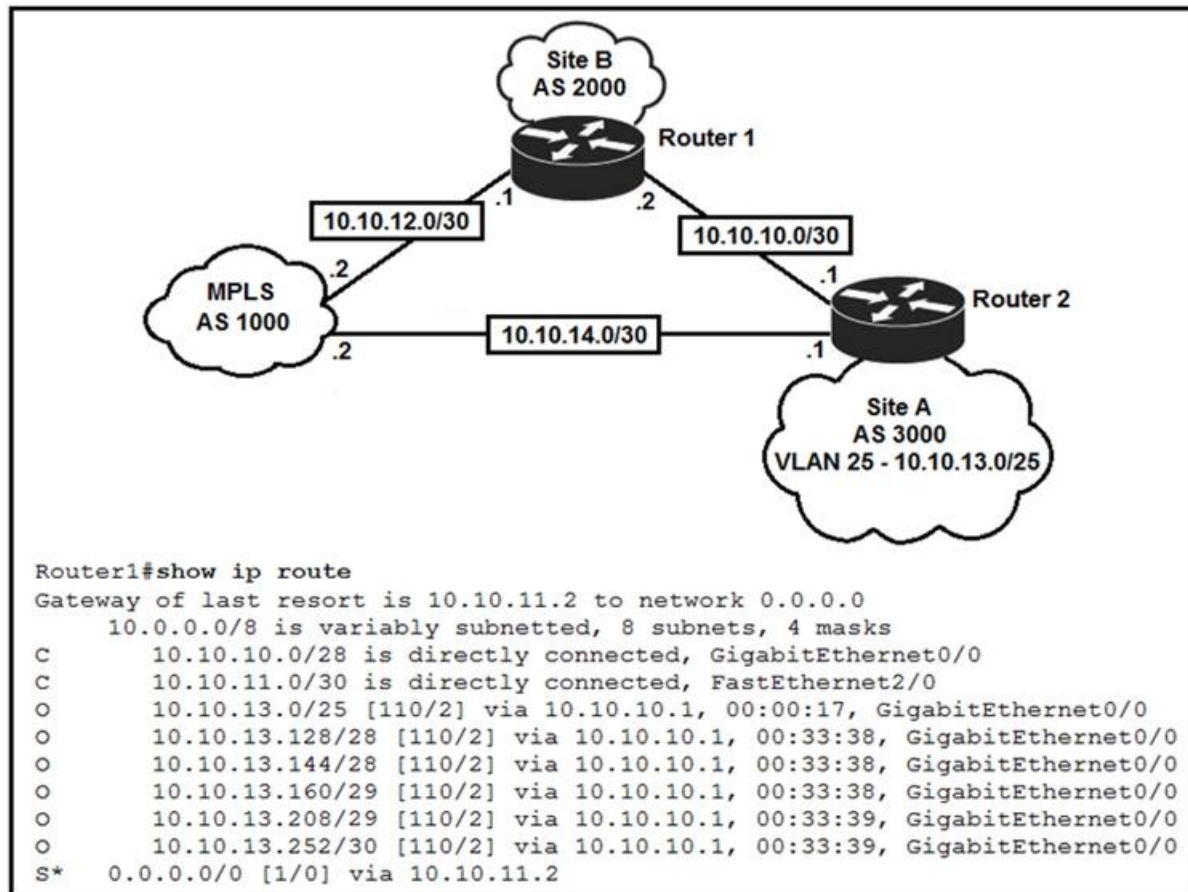 Site B
AS 2000
Router 1
.1
.2
10.10.12.0/30
10.10.10.0/30
.2
.1
MPLS
AS 1000
Router 2
10.10.14.0/30
.2
.1
Site A
AS 3000
VLAN 25 - 10.10.13.0/25
Router1#show ip route
Gateway of last resort is 10.10.11.2 to network 0.0.0.0
10.0.0.0/8 is variably subnetted, 8 subnets, 4 masks
C 10.10.10.0/28 is directly connected, GigabitEthernet0/0
C 10.10.11.0/30 is directly connected, FastEthernet2/0
O 10.10.13.0/25 [110/2] via 10.10.10.1, 00:00:17, GigabitEthernet0/0
O 10.10.13.128/28 [110/2] via 10.10.10.1, 00:33:38, GigabitEthernet0/0
O 10.10.13.144/28 [110/2] via 10.10.10.1, 00:33:38, GigabitEthernet0/0
O 10.10.13.160/29 [110/2] via 10.10.10.1, 00:33:38, GigabitEthernet0/0
O 10.10.13.208/29 [110/2] via 10.10.10.1, 00:33:39, GigabitEthernet0/0
O 10.10.13.252/30 [110/2] via 10.10.10.1, 00:33:39, GigabitEthernet0/0
S* 0.0.0.0/0 [1/0] via 10.10.11.2